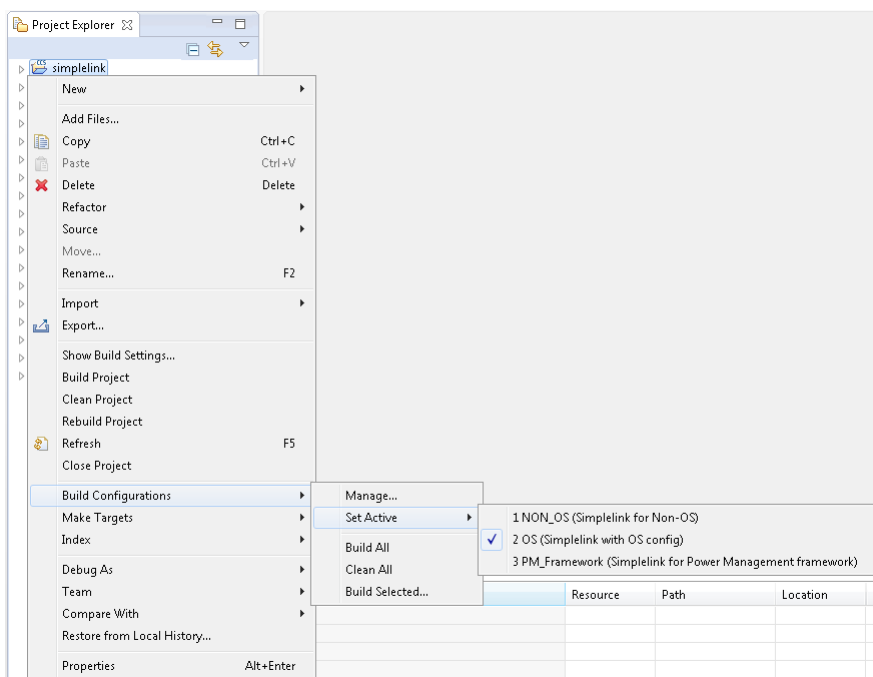 Project Explorer
CCS
simplelink
New
Add Files...
Copy Ctrl+C
Paste Ctrl+V
Delete Delete
Refactor
Source
Move...
Rename... F2
Import
Export...
Show Build Settings...
Build Project
Clean Project
Rebuild Project
Refresh F5
Close Project
Build Configurations
Manage...
Make Targets
Set Active
1 NON_OS (Simplelink for Non-OS)
2 OS (Simplelink with OS config)
3 PM_Framework (Simplelink for Power Management framework)
Index
Build All
Debug As
Clean All
Team
Build Selected...
Resource Path Location
Compare With
Restore from Local History...
Properties Alt+Enter